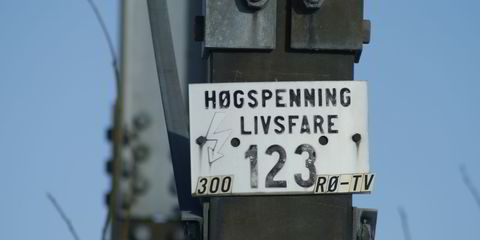 HØGSPENNING
LIVSFARE
123
300 RØ-TV